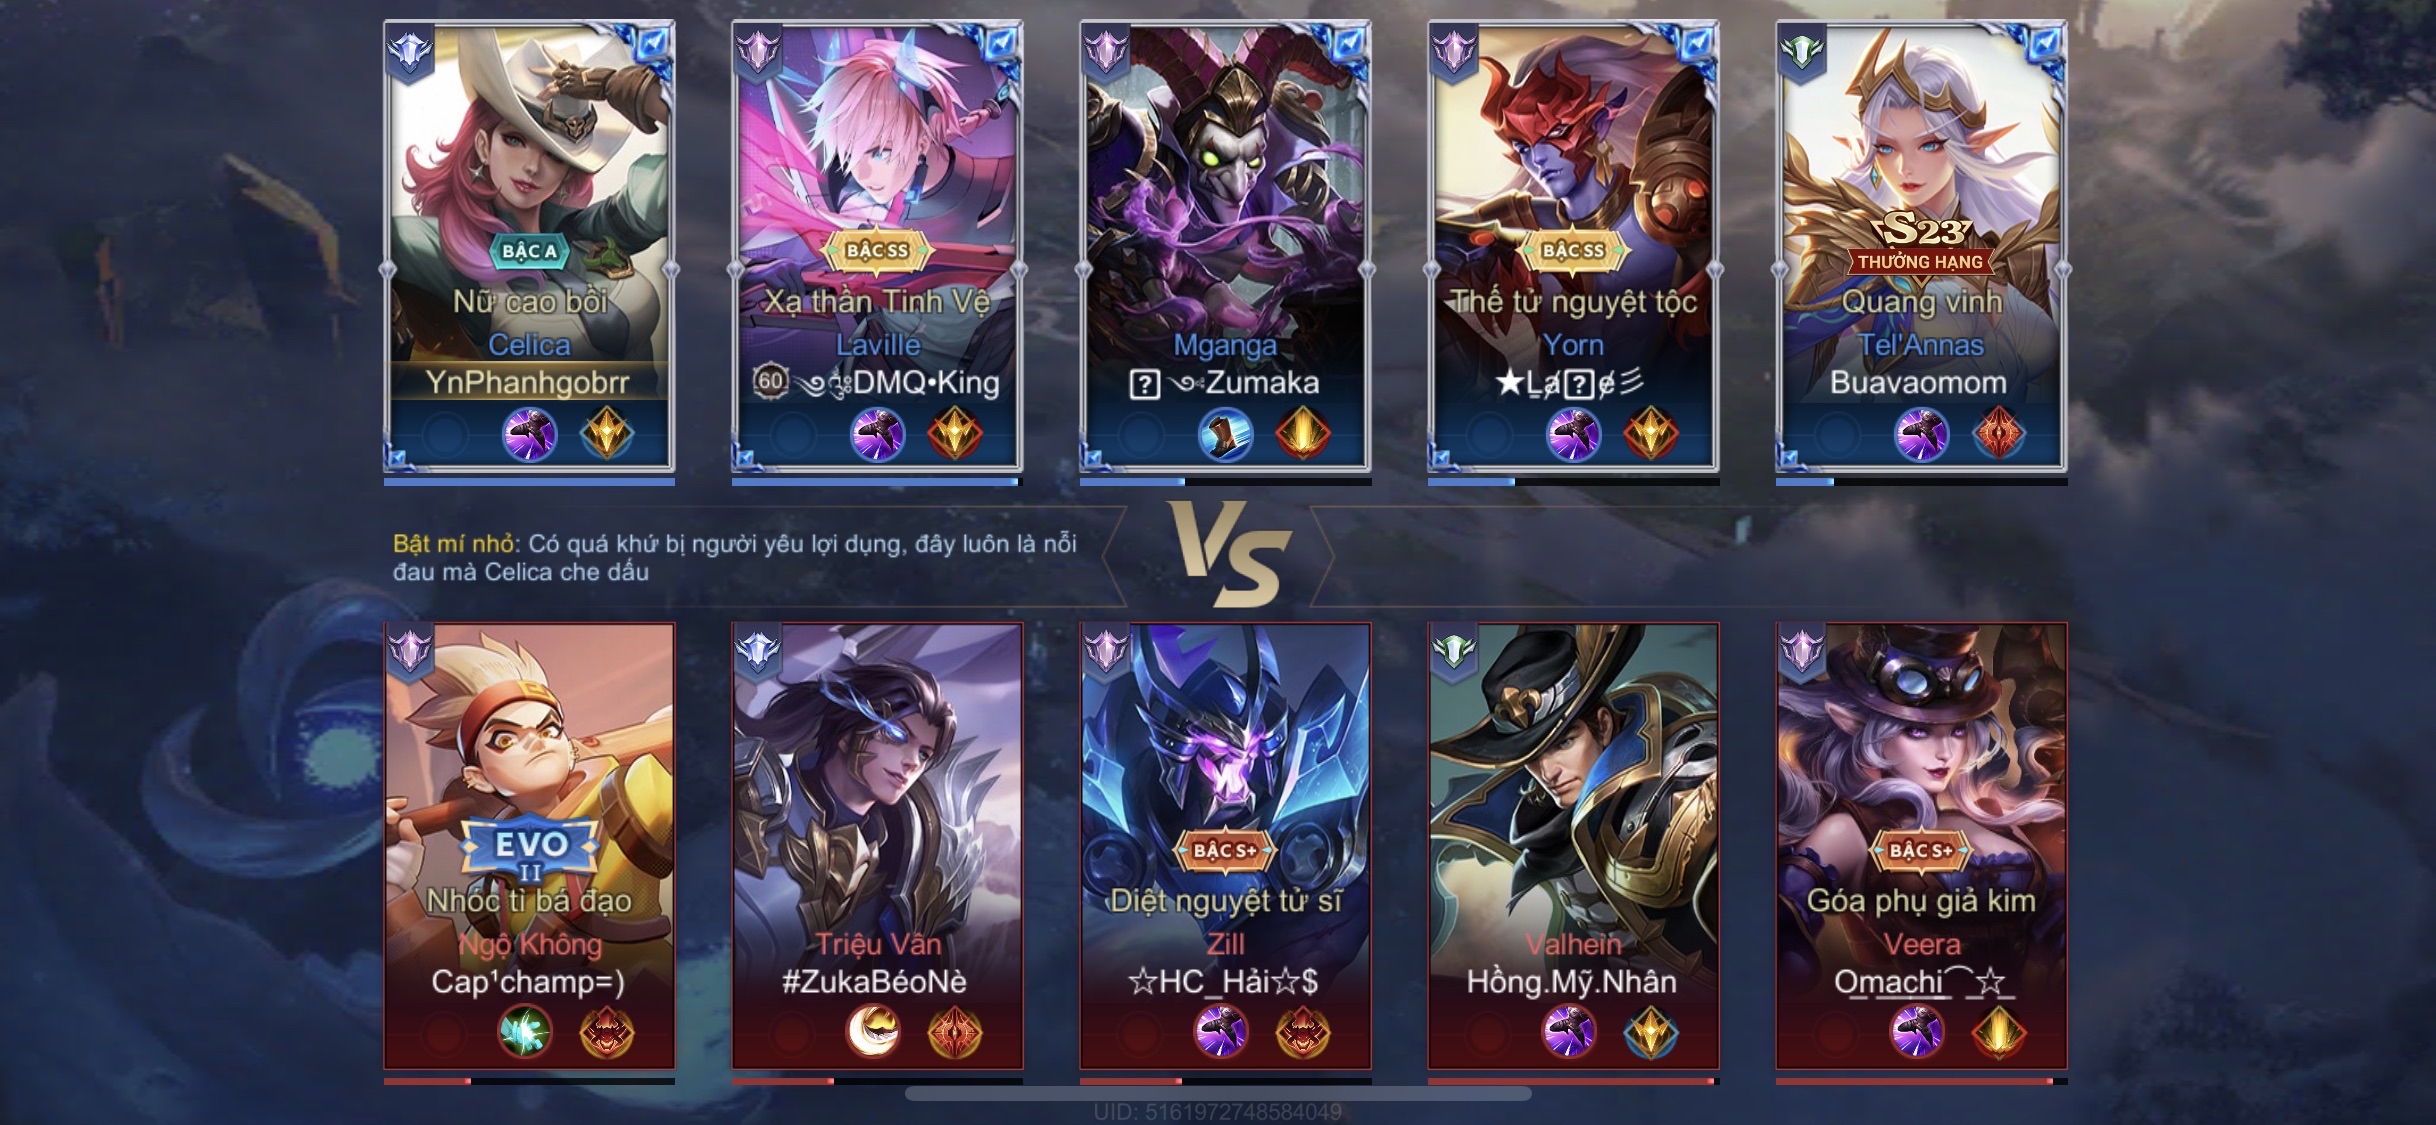 BẬC A
Nữ cao bồi
Celica
YnPhanhgobrr
BẬC SS
Xạ thần Tinh Vệ
Laville
60 DMQ•King
Mganga
Zumaka
BẬC SS
Thế tử nguyệt tộc
Yorn
S23
THƯỞNG HẠNG
Quang vinh
Tel'Annas
Buavaomom
Bật mí nhỏ: Có quá khứ bị người yêu lợi dụng, đây luôn là nỗi
đau mà Celica che dấu
VS
EVO
II
Nhóc tì bá đạo
Ngộ Không
Cap¹champ=)
Triệu Vân
#ZukaBéoNè
BẬC S+
Diệt nguyệt tử sĩ
Zill
☆HC_Hải☆$
Valhein
Hồng.Mỹ.Nhân
BẬC S+
Góa phụ giả kim
Veera
Omachi⌒☆
UID: 5161972748584049